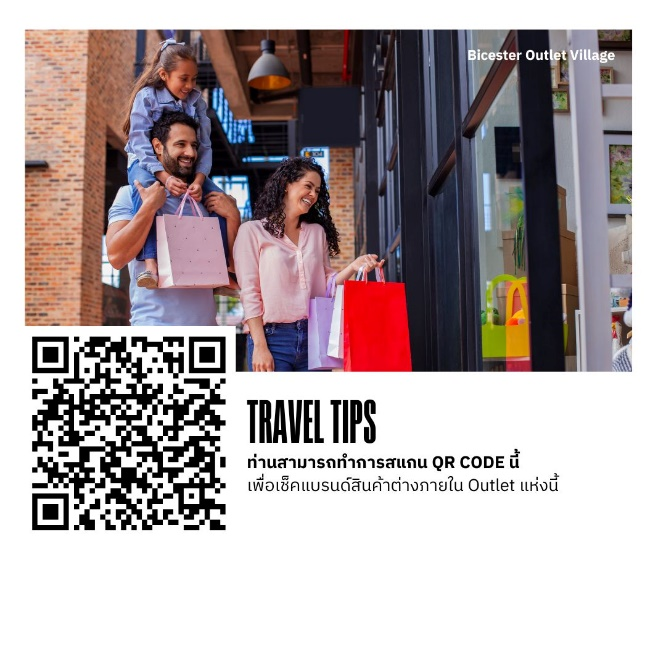 Bicester Outlet Village
TRAVEL TIPS
ท่านสามารถทำการสแกน QR CODE นี้
เพื่อเช็คแบรนด์สินค้าต่างภายใน Outlet แห่งนี้